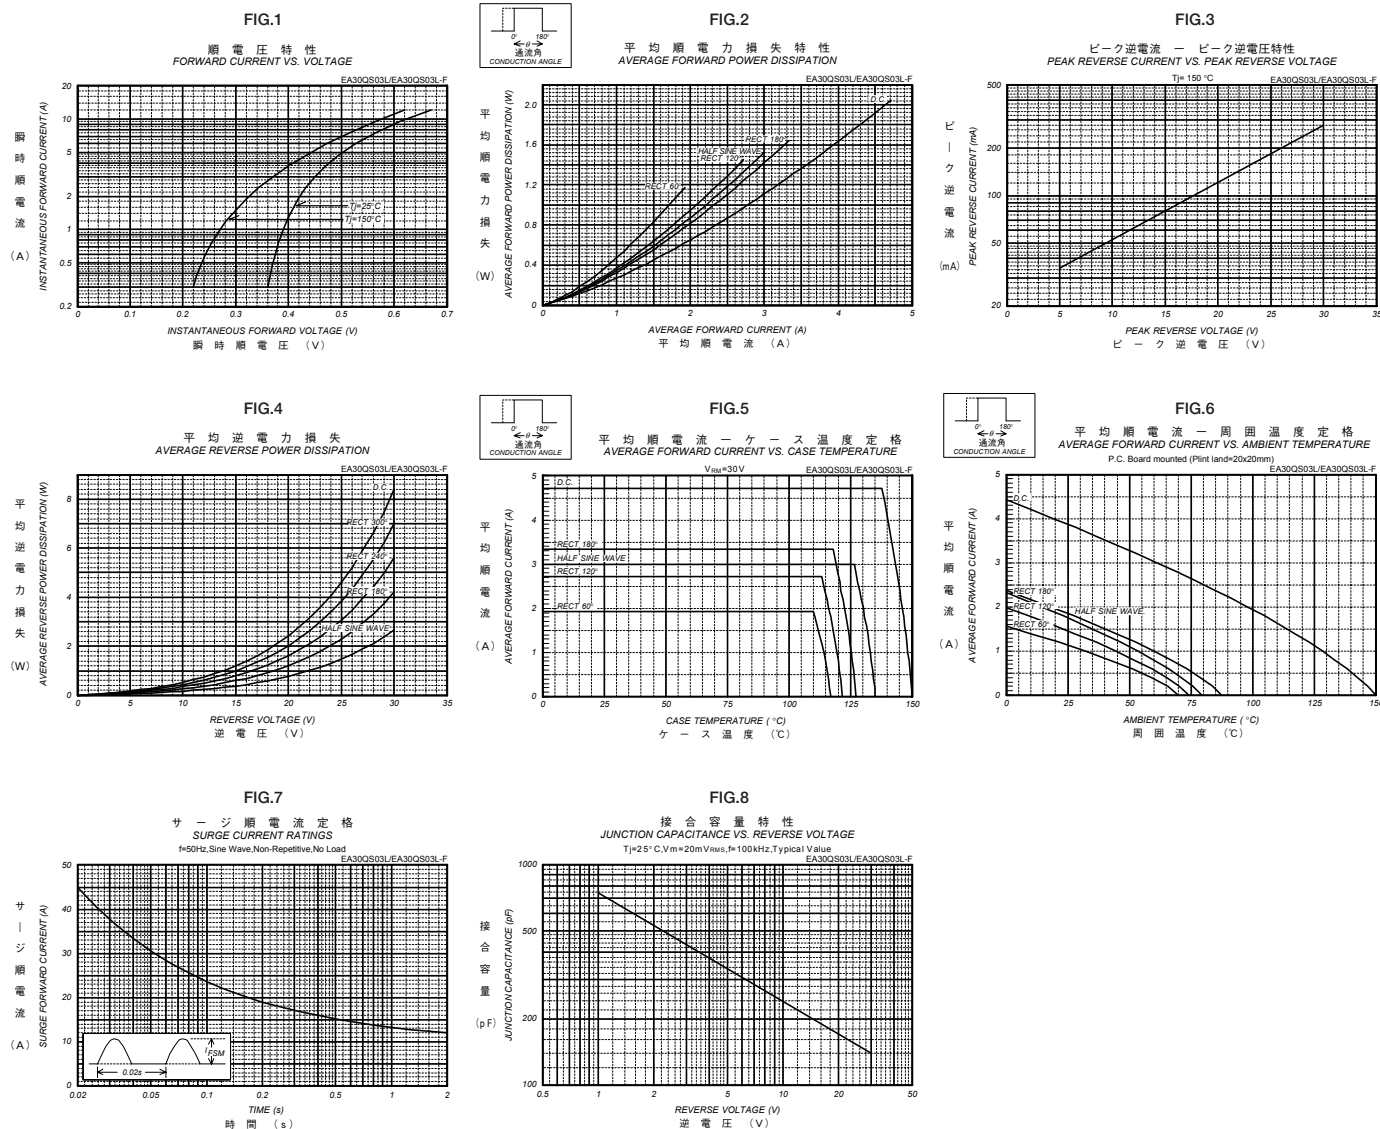 FIG.1
順電圧特性
FORWARD CURRENT VS. VOLTAGE
EA30QS03L/EA30QS03L-F
瞬時順電流 (A)
INSTANTANEOUS FORWARD CURRENT (A)
20
10
5
2
1
0.5
0.2
Tj=25°C
Tj=150°C
0 0.1 0.2 0.3 0.4 0.5 0.6 0.7
INSTANTANEOUS FORWARD VOLTAGE (V)
瞬時順電圧 (V)
0° 180°
θ
通流角
CONDUCTION ANGLE
FIG.2
平均順電力損失特性
AVERAGE FORWARD POWER DISSIPATION
EA30QS03L/EA30QS03L-F
平均順電力損失 (W)
AVERAGE FORWARD POWER DISSIPATION (W)
2.0
1.6
1.2
0.8
0.4
0
D.C.
RECT 180°
HALF SINE WAVE
RECT 120°
RECT 60°
0 1 2 3 4 5
AVERAGE FORWARD CURRENT (A)
平均順電流 (A)
FIG.3
ピーク逆電流 ー ピーク逆電圧特性
PEAK REVERSE CURRENT VS. PEAK REVERSE VOLTAGE
Tj= 150 °C
EA30QS03L/EA30QS03L-F
ピーク逆電流 (mA)
PEAK REVERSE CURRENT (mA)
500
200
100
50
20
0 5 10 15 20 25 30 35
PEAK REVERSE VOLTAGE (V)
ピーク逆電圧 (V)
FIG.4
平均逆電力損失
AVERAGE REVERSE POWER DISSIPATION
EA30QS03L/EA30QS03L-F
平均逆電力損失 (W)
AVERAGE REVERSE POWER DISSIPATION (W)
8
6
4
2
0
D.C.
RECT 300°
RECT 240°
RECT 180°
HALF SINE WAVE
0 5 10 15 20 25 30 35
REVERSE VOLTAGE (V)
逆電圧 (V)
0° 180°
θ
通流角
CONDUCTION ANGLE
FIG.5
平均順電流ーケース温度定格
AVERAGE FORWARD CURRENT VS. CASE TEMPERATURE
VRM=30V
EA30QS03L/EA30QS03L-F
平均順電流 (A)
AVERAGE FORWARD CURRENT (A)
5
4
3
2
1
0
D.C.
RECT 180°
HALF SINE WAVE
RECT 120°
RECT 60°
0 25 50 75 100 125 150
CASE TEMPERATURE ( °C)
ケース温度 (℃)
0° 180°
θ
通流角
CONDUCTION ANGLE
FIG.6
平均順電流ー周囲温度定格
AVERAGE FORWARD CURRENT VS. AMBIENT TEMPERATURE
P.C. Board mounted (Plint land=20x20mm)
EA30QS03L/EA30QS03L-F
平均順電流 (A)
AVERAGE FORWARD CURRENT (A)
5
4
3
2
1
0
D.C.
RECT 180°
RECT 120°
HALF SINE WAVE
RECT 60°
0 25 50 75 100 125 150
AMBIENT TEMPERATURE ( °C)
周囲温度 (℃)
FIG.7
サージ順電流定格
SURGE CURRENT RATINGS
f=50Hz,Sine Wave,Non-Repetitive,No Load
EA30QS03L/EA30QS03L-F
サージ順電流 (A)
SURGE FORWARD CURRENT (A)
50
40
30
20
10
0
IFSM
0.02s
0.02 0.05 0.1 0.2 0.5 1 2
TIME (s)
時間 (s)
FIG.8
接合容量特性
JUNCTION CAPACITANCE VS. REVERSE VOLTAGE
Tj=25°C,Vm=20mVRMS,f=100kHz,Typical Value
EA30QS03L/EA30QS03L-F
接合容量 (pF)
JUNCTION CAPACITANCE (pF)
1000
500
200
100
0.5 1 2 5 10 20 50
REVERSE VOLTAGE (V)
逆電圧 (V)